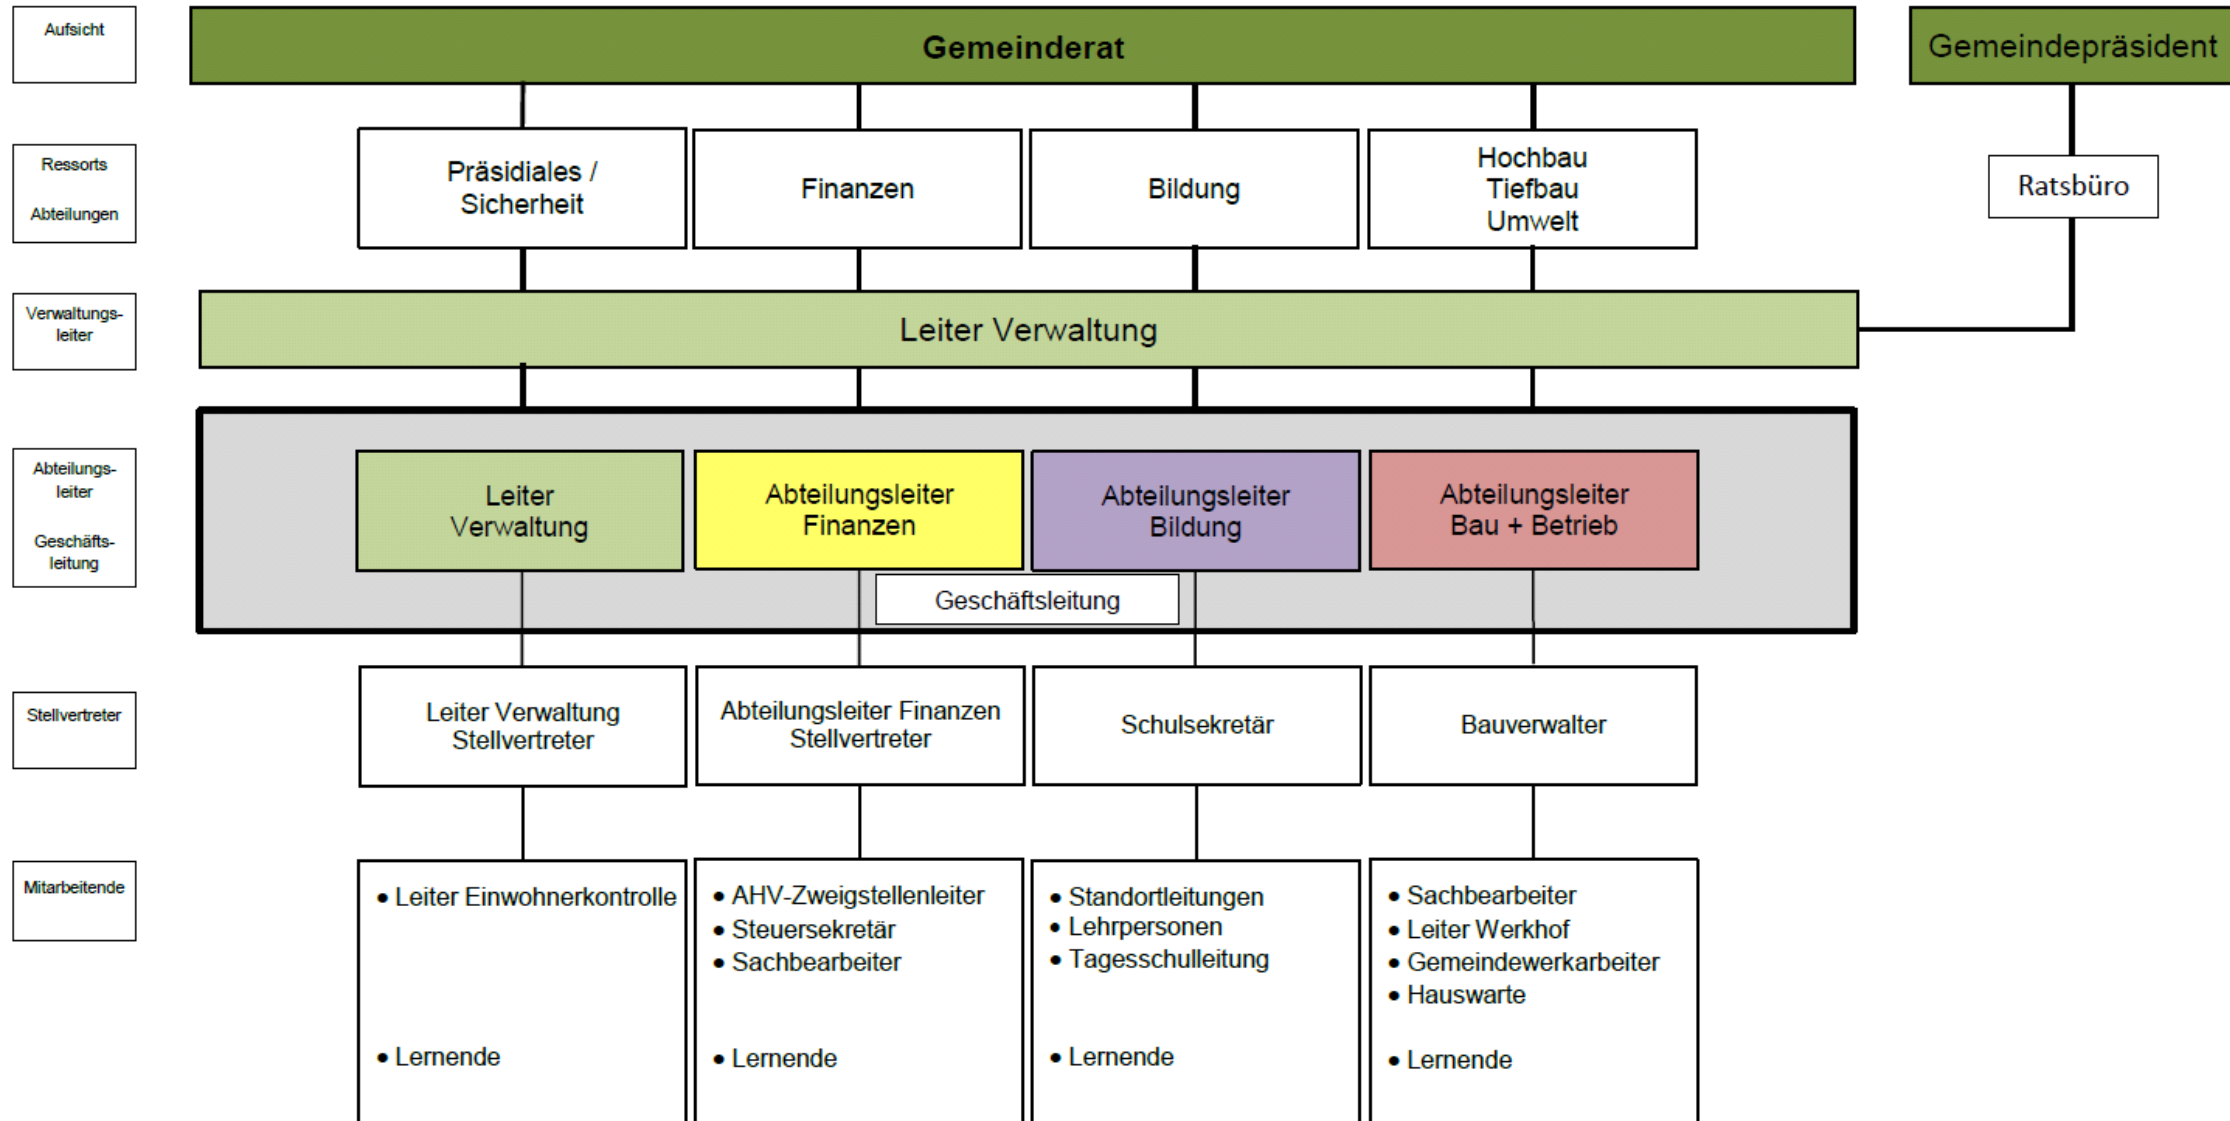 Aufsicht
Gemeinderat
Gemeindepräsident
Ressorts
Abteilungen
Präsidiales /
Sicherheit
Finanzen
Bildung
Hochbau
Tiefbau
Umwelt
Ratsbüro
Verwaltungs-
leiter
Leiter Verwaltung
Abteilungs-
leiter
Geschäfts-
leitung
Leiter
Verwaltung
Abteilungsleiter
Finanzen
Abteilungsleiter
Bildung
Abteilungsleiter
Bau + Betrieb
Geschäftsleitung
Stellvertreter
Leiter Verwaltung
Stellvertreter
Abteilungsleiter Finanzen
Stellvertreter
Schulsekretär
Bauverwalter
Mitarbeitende
• Leiter Einwohnerkontrolle
• Lernende
• AHV-Zweigstellenleiter
• Steuersekretär
• Sachbearbeiter
• Lernende
• Standortleitungen
• Lehrpersonen
• Tagesschulleitung
• Lernende
• Sachbearbeiter
• Leiter Werkhof
• Gemeindewerkarbeiter
• Hauswarte
• Lernende